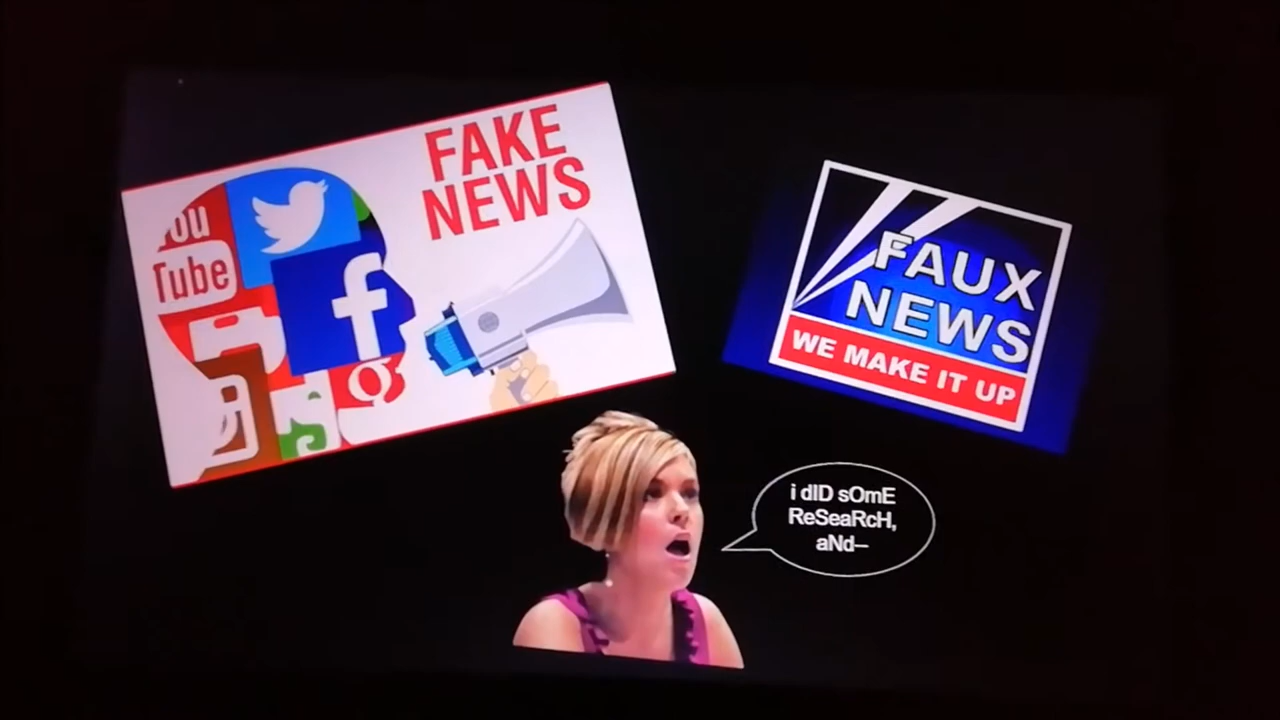 FAKE
NEWS
You
Tube
f
g
FAUX
NEWS
WE MAKE IT UP
i dID sOmE
ReSeaRcH,
aNd–